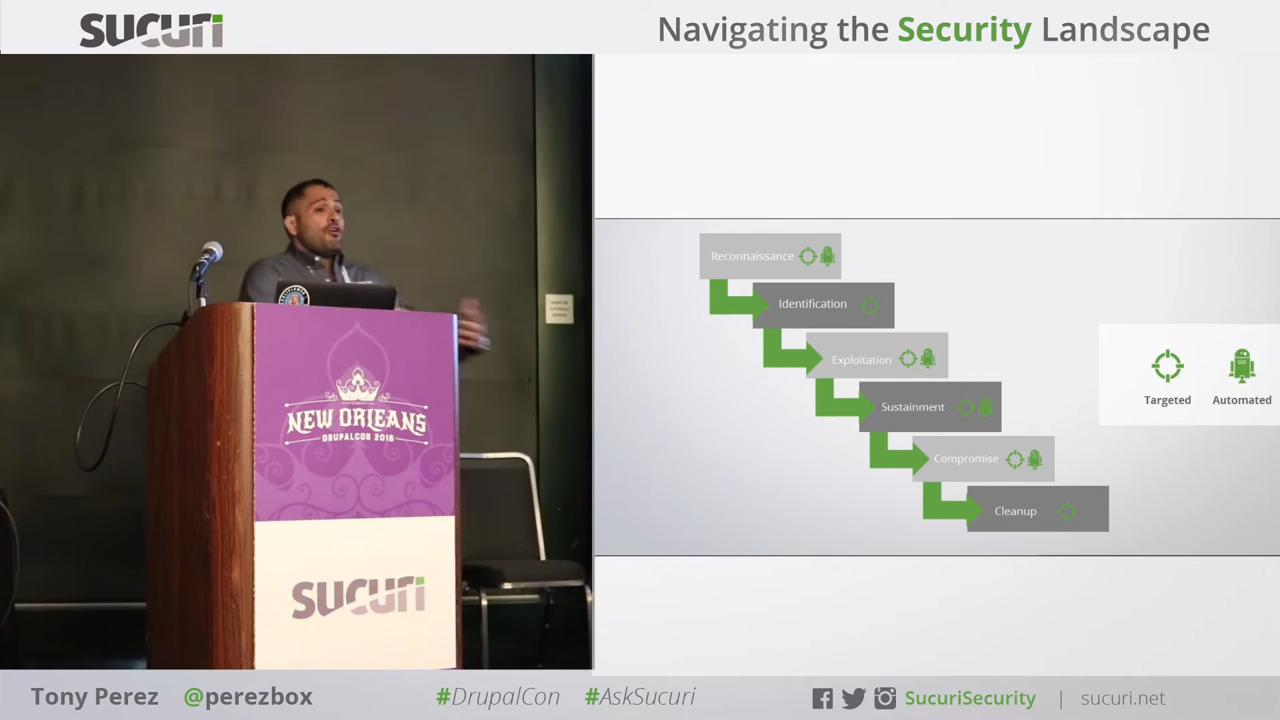 sucuri
Navigating the Security Landscape
Reconnaissance
Identification
Exploitation
Sustainment
Compromise
Cleanup
Targeted
Automated
NEW ORLEANS
DRUPALCON 2016
sucuri
Tony Perez @perezbox #DrupalCon #AskSucuri SucuriSecurity | sucuri.net